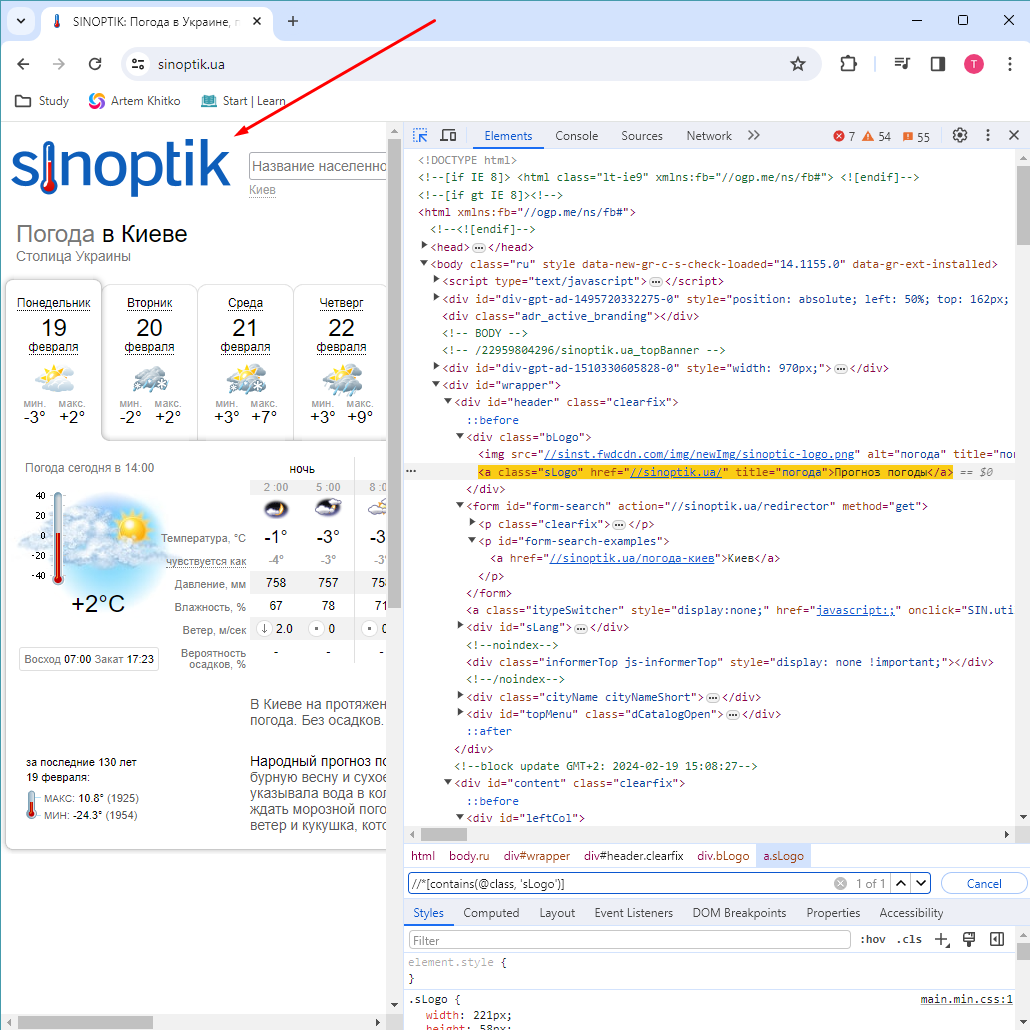 SINOPTIK: Погода в Украине, п
sinoptik.ua
Study
Artem Khitko
Start | Learn
sinoptik
Название населенно
Киев
Погода в Киеве
Столица Украины
Понедельник
19
февраля
мин. макс.
-3° +2°
Вторник
20
февраля
мин. макс.
-2° +2°
Среда
21
февраля
мин. макс.
+3° +7°
Четверг
22
февраля
мин. макс.
+3° +9°
Погода сегодня в 14:00
40
20
0
-20
-40
+2°C
Восход 07:00 Закат 17:23
ночь
2:00 5:00 8:0
Температура, °C -1° -3° -3
чувствуется как -4° -3° -3°
Давление, мм 758 757 75
Влажность, % 67 78 71
Ветер, м/сек 2.0 0 0
Вероятность осадков, % - - -
В Киеве на протяжен
погода. Без осадков.
за последние 130 лет
19 февраля:
МАКС: 10.8° (1925)
МИН: -24.3° (1954)
Народный прогноз по
бурную весну и сухое
указывала вода в кол
ждать морозной пого
ветер и кукушка, кото
Elements Console Sources Network 7 54 55
<!DOCTYPE html>
<!--[if IE 8]> <html class="lt-ie9" xmlns:fb="//ogp.me/ns/fb#"> <![endif]-->
<!--[if gt IE 8]><!-->
<html xmlns:fb="//ogp.me/ns/fb#">
<!--<![endif]-->
<head> … </head>
<body class="ru" style data-new-gr-c-s-check-loaded="14.1155.0" data-gr-ext-installed>
<script type="text/javascript"> … </script>
<div id="div-gpt-ad-1495720332275-0" style="position: absolute; left: 50%; top: 162px;
<div class="adr_active_branding"></div>
<!-- BODY -->
<!-- /22959804296/sinoptik.ua_topBanner -->
<div id="div-gpt-ad-1510330605828-0" style="width: 970px;"> … </div>
<div id="wrapper">
<div id="header" class="clearfix">
::before
<div class="bLogo">
<img src="//sinst.fwdcdn.com/img/newImg/sinoptic-logo.png" alt="погода" title="пог
<a class="sLogo" href="//sinoptik.ua/" title="погода">Прогноз погоды</a> == $0
</div>
<form id="form-search" action="//sinoptik.ua/redirector" method="get">
<p class="clearfix"> … </p>
<p id="form-search-examples">
<a href="//sinoptik.ua/погода-киев">Киев</a>
</p>
</form>
<a class="itypeSwitcher" style="display:none;" href="javascript:;" onclick="SIN.uti
<div id="sLang"> … </div>
<!--noindex-->
<div class="informerTop js-informerTop" style="display: none !important;"></div>
<!--/noindex-->
<div class="cityName cityNameShort"> … </div>
<div id="topMenu" class="dCatalogOpen"> … </div>
::after
</div>
<!--block update GMT+2: 2024-02-19 15:08:27-->
<div id="content" class="clearfix">
::before
<div id="leftCol">
html body.ru div#wrapper div#header.clearfix div.bLogo a.sLogo
//*[contains(@class, 'sLogo')] 1 of 1 Cancel
Styles Computed Layout Event Listeners DOM Breakpoints Properties Accessibility
Filter :hov .cls
element.style {
}
.sLogo { main.min.css:1
width: 221px;
height: 58px;